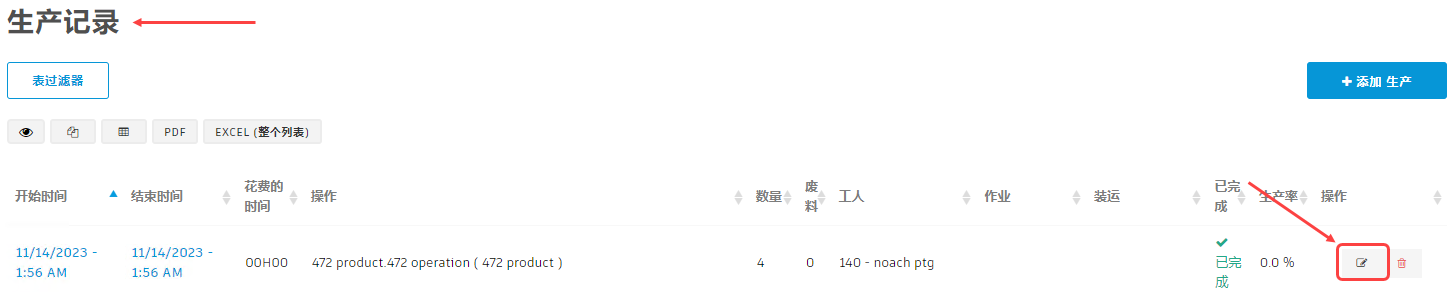 生产记录
表过滤器
添加 生产
PDF
EXCEL (整个列表)
开始时间
结束时间
花费的
时间
操作
数量
废
料
工人
作业
装运
已完
成
生产率
操作
11/14/2023 -
1:56 AM
11/14/2023 -
1:56 AM
00H00
472 product.472 operation ( 472 product )
4
0
140 - noach ptg
已完
成
0.0 %